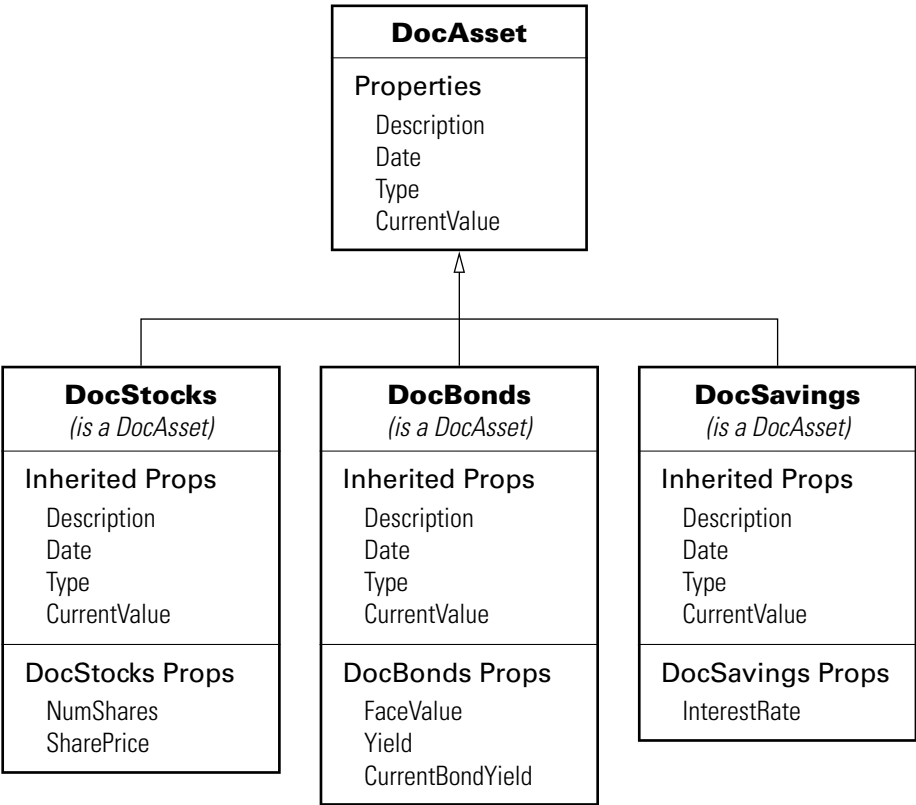 DocAsset
Properties
Description
Date
Type
CurrentValue
DocStocks
(is a DocAsset)
Inherited Props
Description
Date
Type
CurrentValue
DocStocks Props
NumShares
SharePrice
DocBonds
(is a DocAsset)
Inherited Props
Description
Date
Type
CurrentValue
DocBonds Props
FaceValue
Yield
CurrentBondYield
DocSavings
(is a DocAsset)
Inherited Props
Description
Date
Type
CurrentValue
DocSavings Props
InterestRate